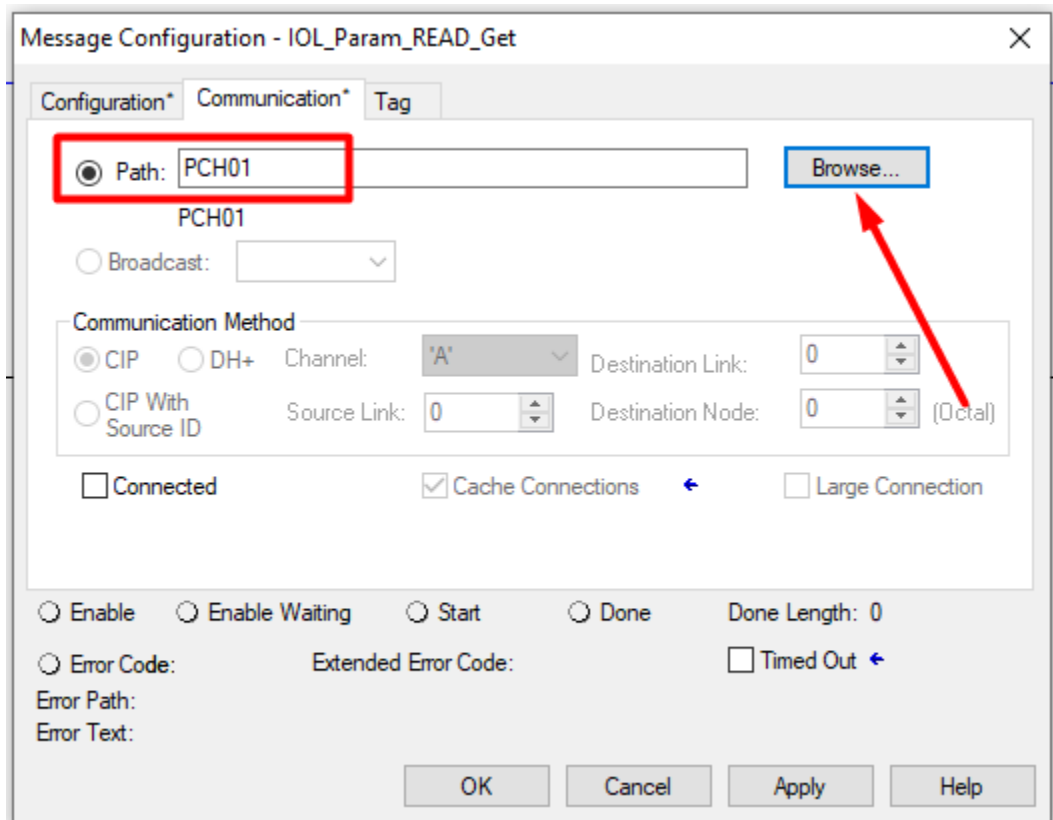 Message Configuration - IOL_Param_READ_Get
Configuration* Communication* Tag
Path: PCH01 Browse...
PCH01
Broadcast:
Communication Method
CIP DH+ Channel: 'A' Destination Link: 0
CIP With Source ID Source Link: 0 Destination Node: 0 (Octal)
Connected Cache Connections Large Connection
Enable Enable Waiting Start Done Done Length: 0
Error Code: Extended Error Code: Timed Out
Error Path:
Error Text:
OK Cancel Apply Help